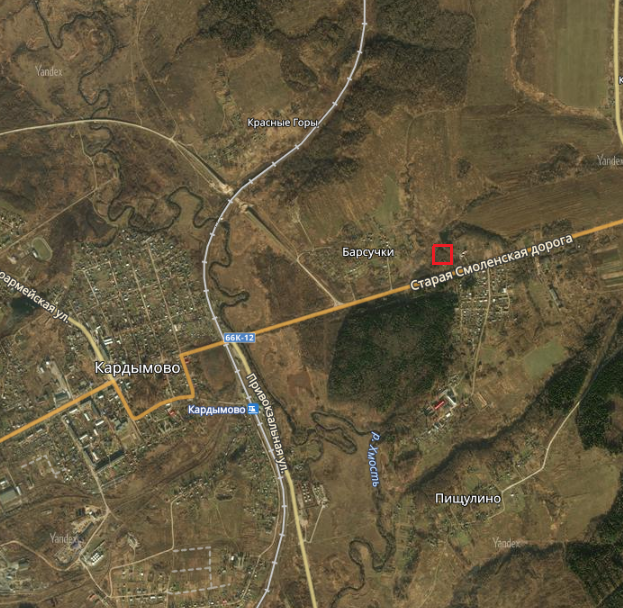 Yandex
Красные Горы
Yandex
Барсучки
Старая Смоленская дорога
оармейская ул.
66К-12
Кардымово
Кардымово
Привокзальная ул.
р. Хмость
Пищулино
Yandex
Yandex